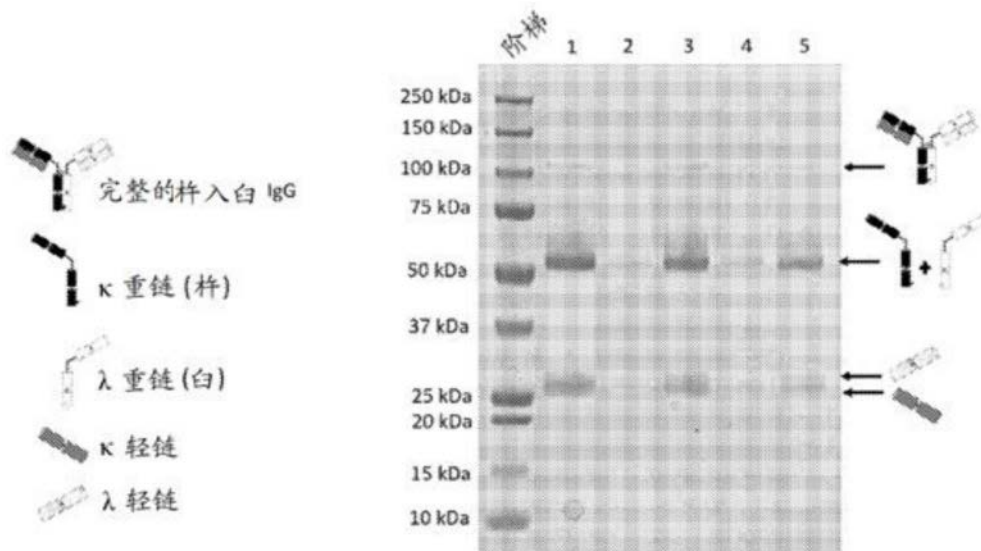 阶梯 1 2 3 4 5
250 kDa
150 kDa
100 kDa
75 kDa
50 kDa
37 kDa
25 kDa
20 kDa
15 kDa
10 kDa
完整的杵入臼 IgG
κ 重链 (杵)
λ 重链 (臼)
κ 轻链
λ 轻链
+